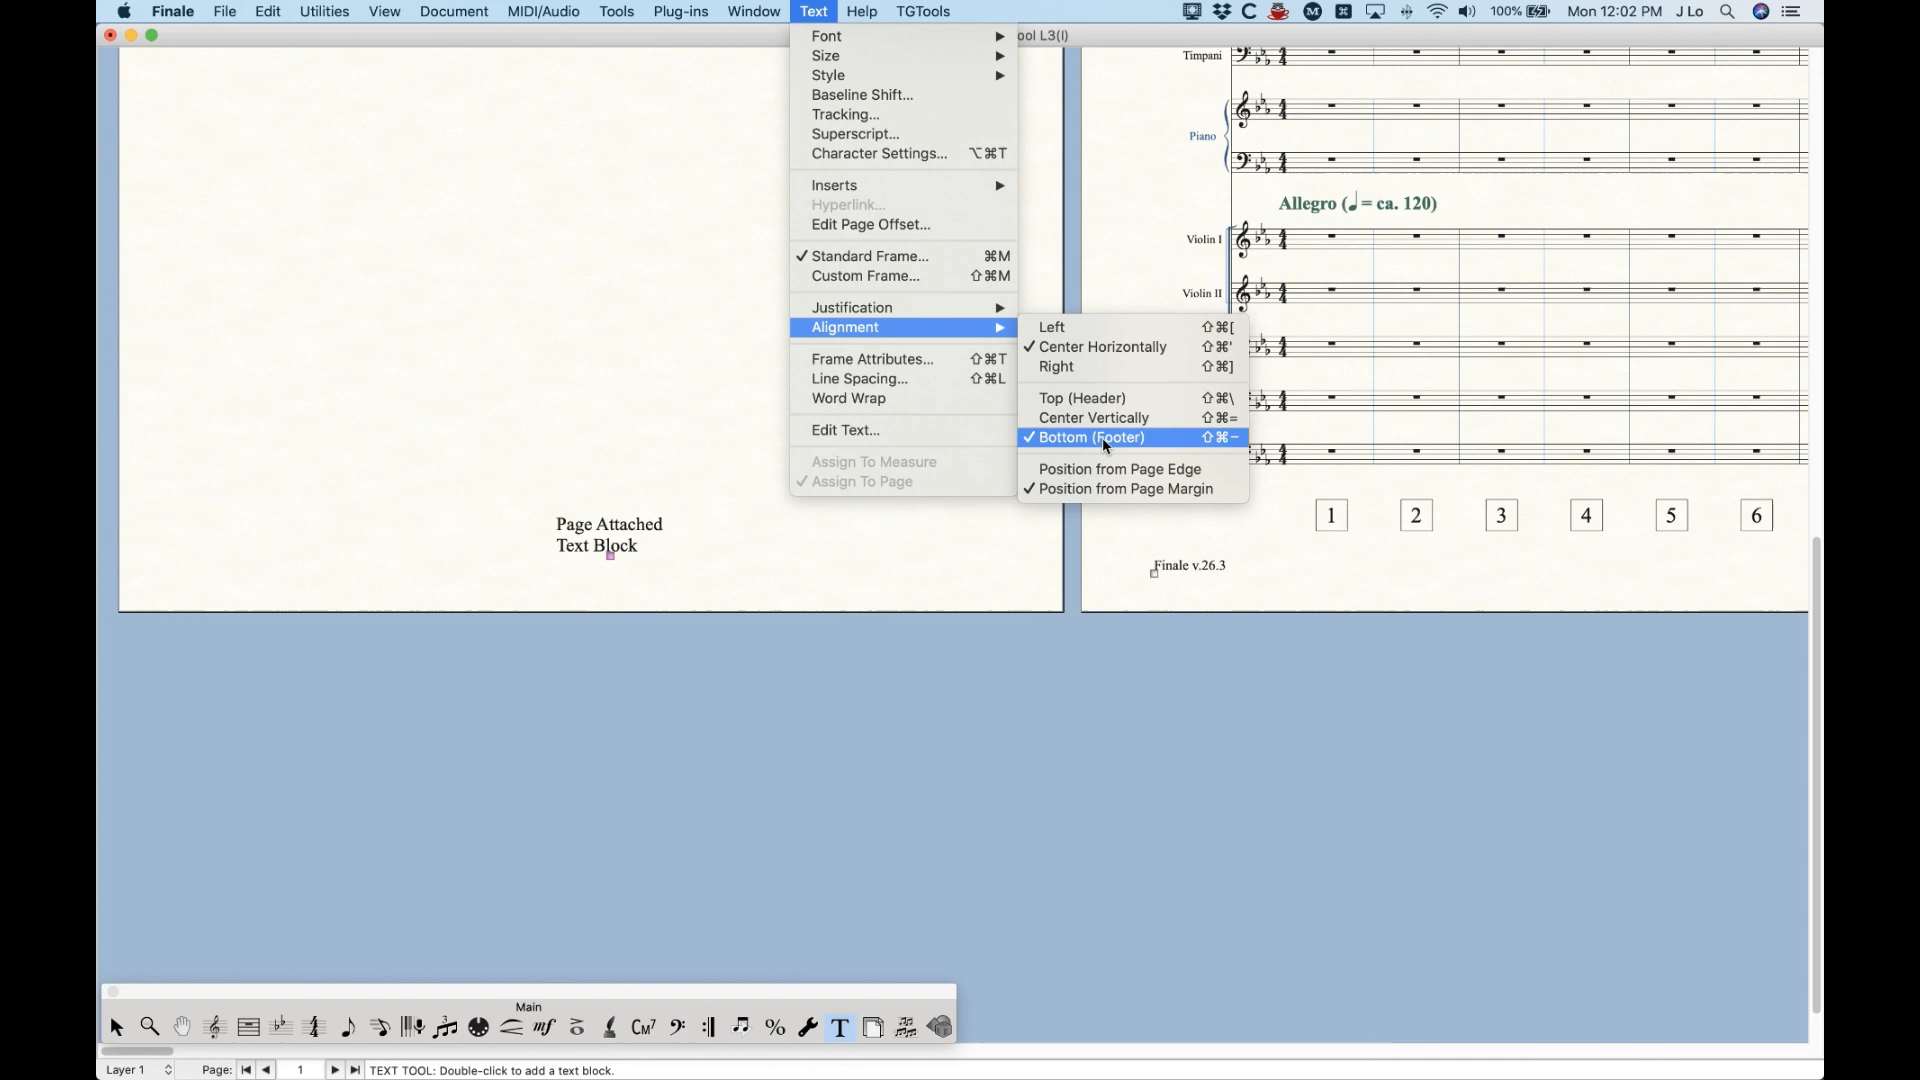 Finale File Edit Utilities View Document MIDI/Audio Tools Plug-ins Window Text Help TGTools 100% Mon 12:02 PM J Lo
ool L3(I)
Font
Size
Style
Baseline Shift...
Tracking...
Superscript...
Character Settings... ⌥⌘T
Inserts
Hyperlink...
Edit Page Offset...
✓ Standard Frame... ⌘M
Custom Frame... ⇧⌘M
Justification
Alignment
Frame Attributes... ⇧⌘T
Line Spacing... ⇧⌘L
Word Wrap
Edit Text...
Assign To Measure
✓ Assign To Page
Left ⇧⌘[
✓ Center Horizontally ⇧⌘'
Right ⇧⌘]
Top (Header) ⇧⌘\
Center Vertically ⇧⌘=
✓ Bottom (Footer) ⇧⌘-
Position from Page Edge
✓ Position from Page Margin
Timpani
Piano
Allegro (♩= ca. 120)
Violin I
Violin II
1 2 3 4 5 6
Finale v.26.3
Page Attached
Text Block
Main
mf CM7 %  T
Layer 1 Page: 1 TEXT TOOL: Double-click to add a text block.